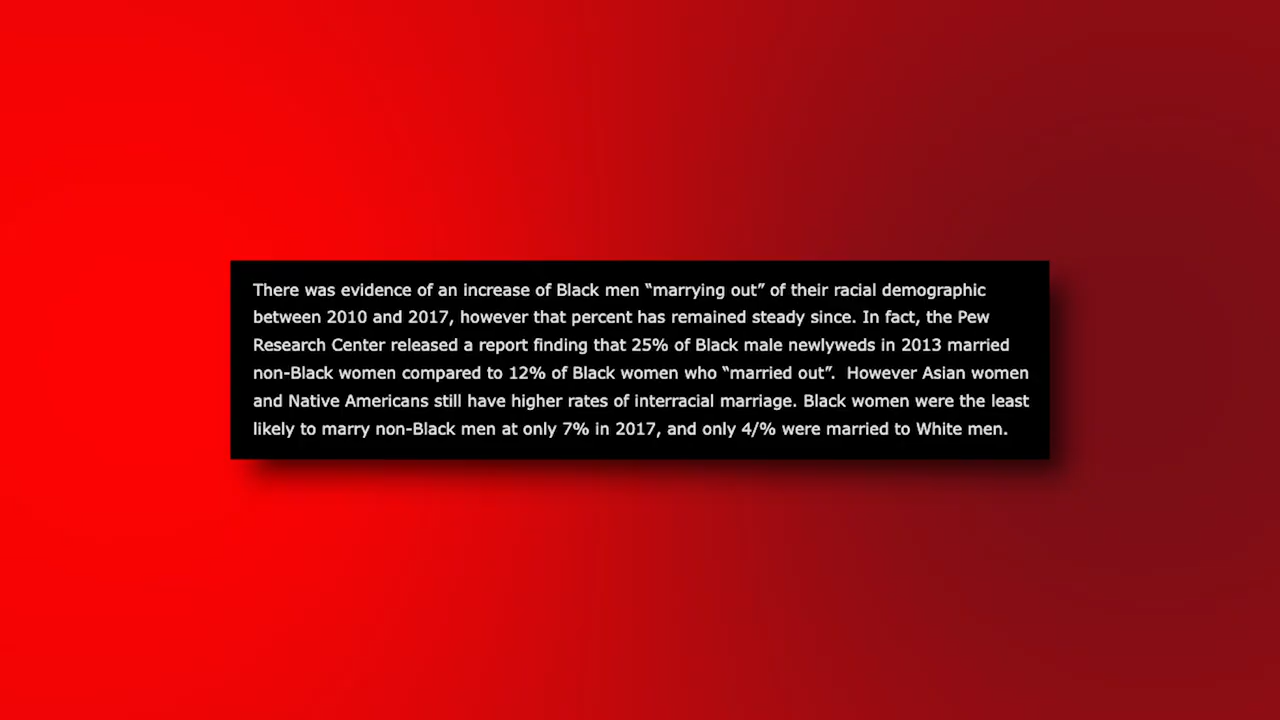 There was evidence of an increase of Black men “marrying out” of their racial demographic
between 2010 and 2017, however that percent has remained steady since. In fact, the Pew
Research Center released a report finding that 25% of Black male newlyweds in 2013 married
non-Black women compared to 12% of Black women who “married out”.  However Asian women
and Native Americans still have higher rates of interracial marriage. Black women were the least
likely to marry non-Black men at only 7% in 2017, and only 4/% were married to White men.